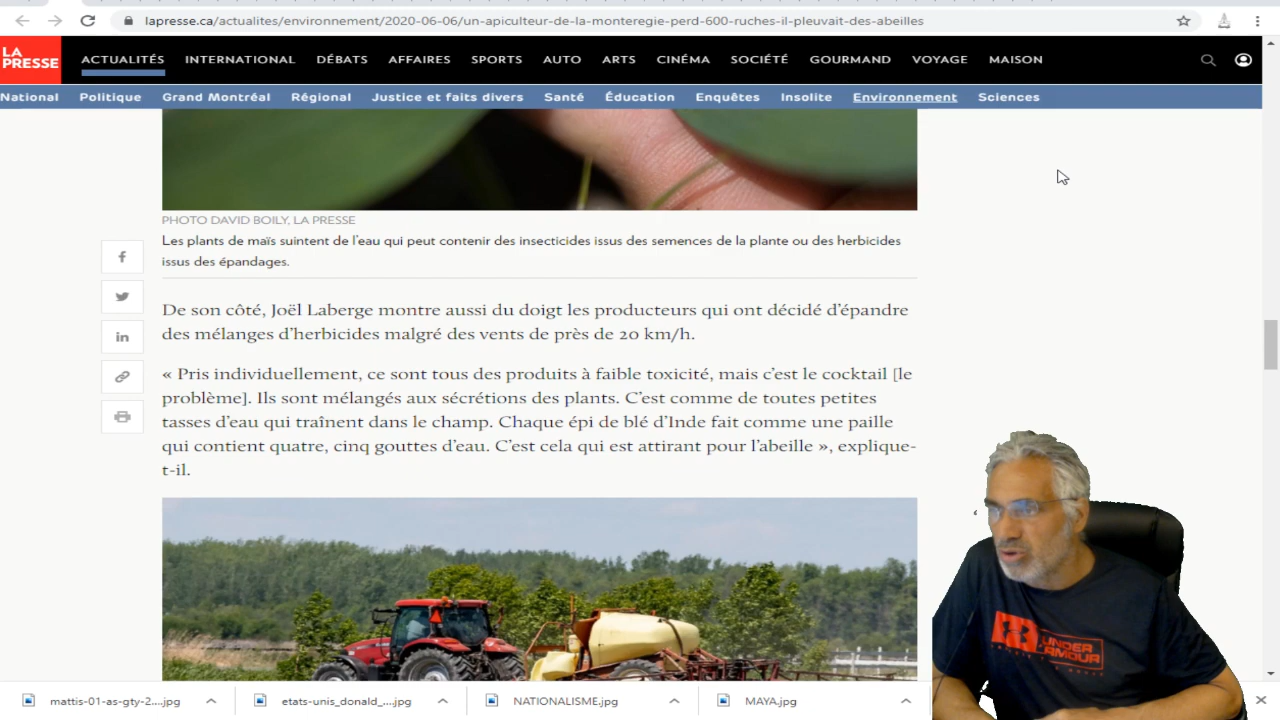 lapresse.ca/actualites/environnement/2020-06-06/un-apiculteur-de-la-monteregie-perd-600-ruches-il-pleuvait-des-abeilles
LA
PRESSE
ACTUALITÉS INTERNATIONAL DÉBATS AFFAIRES SPORTS AUTO ARTS CINÉMA SOCIÉTÉ GOURMAND VOYAGE MAISON
National Politique Grand Montréal Régional Justice et faits divers Santé Éducation Enquêtes Insolite Environnement Sciences
PHOTO DAVID BOILY, LA PRESSE
Les plants de maïs suintent de l'eau qui peut contenir des insecticides issus des semences de la plante ou des herbicides
issus des épandages.
De son côté, Joël Laberge montre aussi du doigt les producteurs qui ont décidé d'épandre
des mélanges d'herbicides malgré des vents de près de 20 km/h.
« Pris individuellement, ce sont tous des produits à faible toxicité, mais c'est le cocktail [le
problème]. Ils sont mélangés aux sécrétions des plants. C'est comme de toutes petites
tasses d'eau qui traînent dans le champ. Chaque épi de blé d'Inde fait comme une paille
qui contient quatre, cinq gouttes d'eau. C'est cela qui est attirant pour l'abeille », explique-
t-il.
UNDER
ARMOUR
mattis-01-as-gty-2....jpg etats-unis_donald_....jpg NATIONALISME.jpg MAYA.jpg